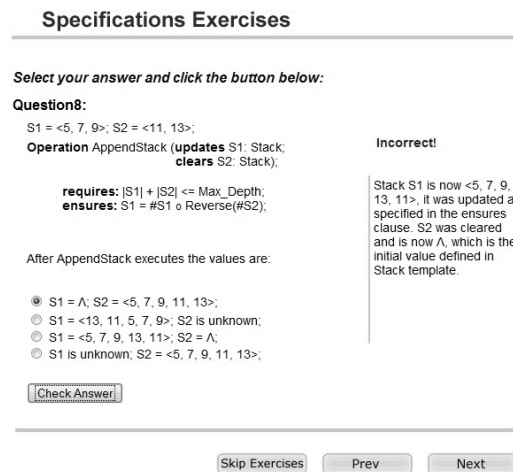 Specifications Exercises
Select your answer and click the button below:
Question8:
S1 = <5, 7, 9>; S2 = <11, 13>;
Operation AppendStack (updates S1: Stack;
clears S2: Stack);
requires: |S1| + |S2| <= Max_Depth;
ensures: S1 = #S1 o Reverse(#S2);
After AppendStack executes the values are:
S1 = Λ; S2 = <5, 7, 9, 11, 13>;
S1 = <13, 11, 5, 7, 9>; S2 is unknown;
S1 = <5, 7, 9, 13, 11>; S2 = Λ;
S1 is unknown; S2 = <5, 7, 9, 11, 13>;
Check Answer
Incorrect!
Stack S1 is now <5, 7, 9,
13, 11>, it was updated a
specified in the ensures
clause. S2 was cleared
and is now Λ, which is the
initial value defined in
Stack template.
Skip Exercises
Prev
Next